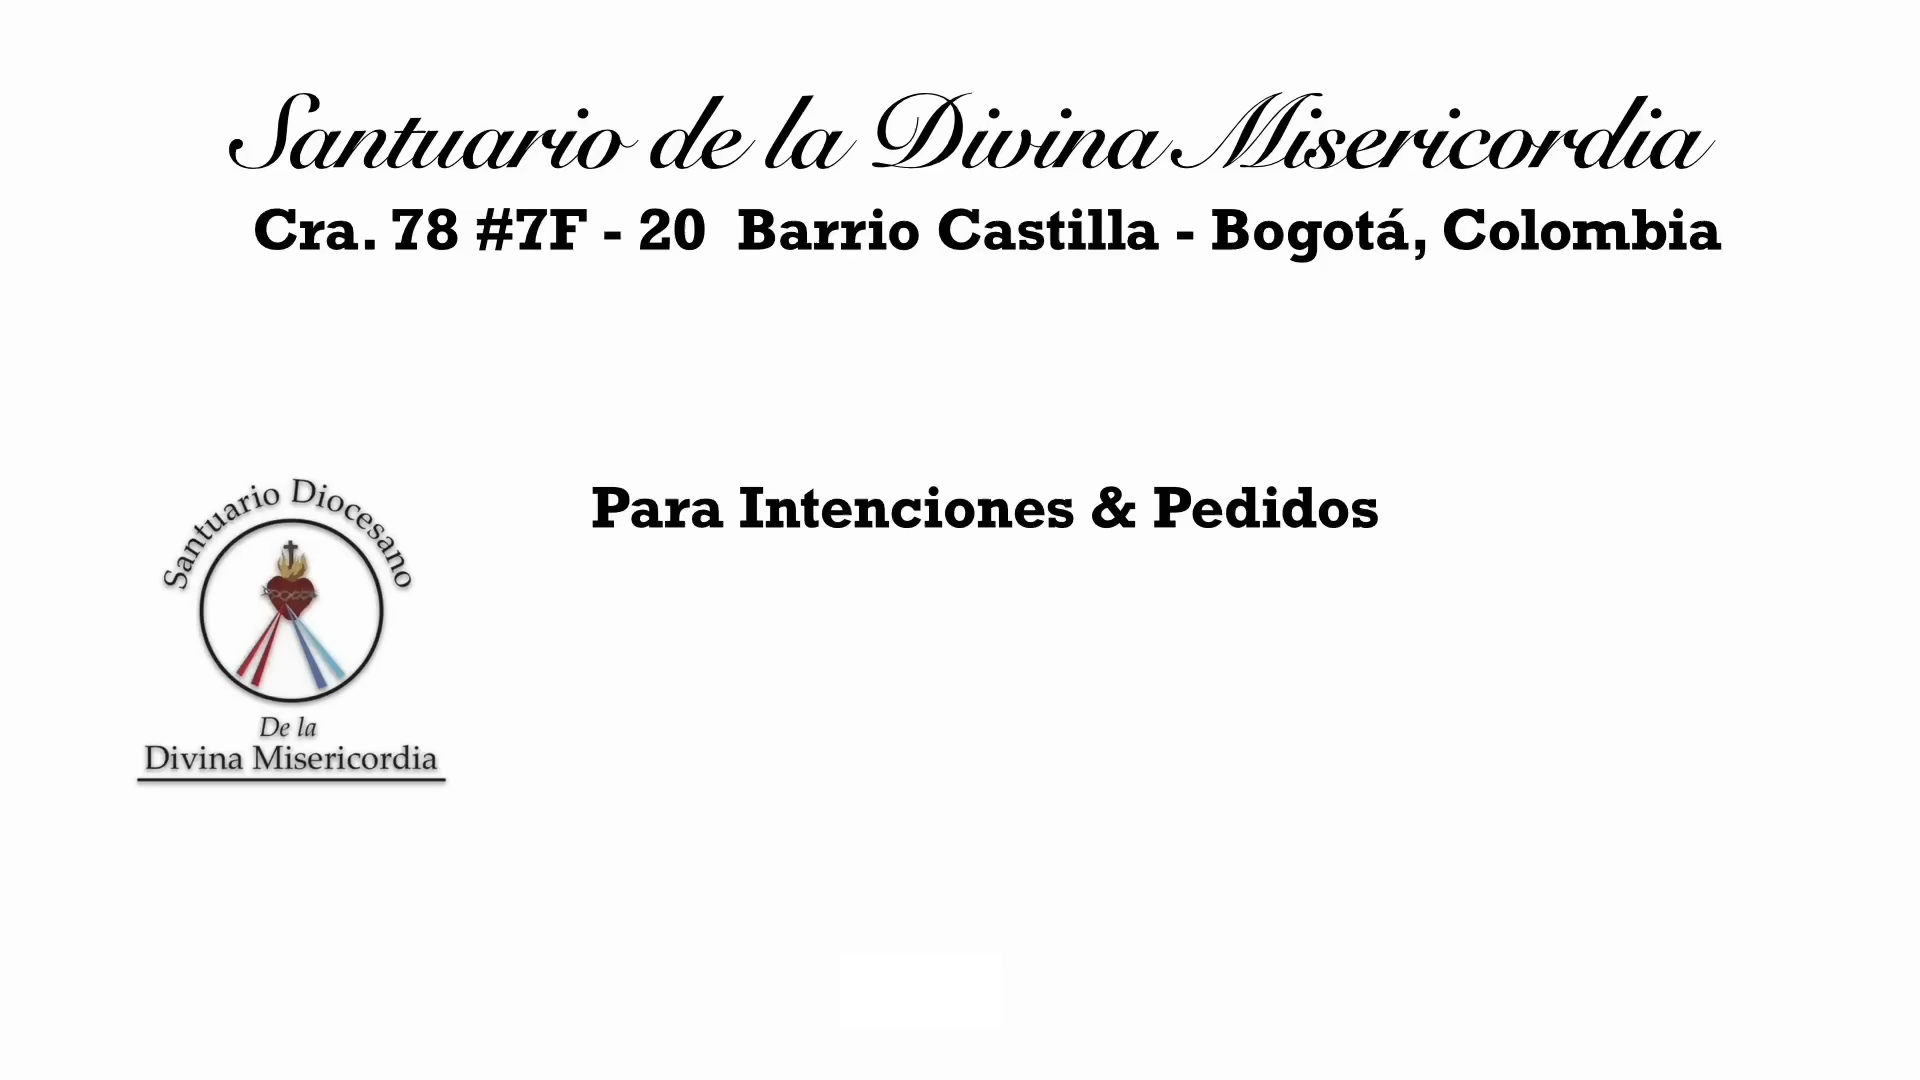 Santuario de la Divina Misericordia
Cra. 78 #7F - 20 Barrio Castilla - Bogotá, Colombia
Para Intenciones & Pedidos
Santuario Diocesano
De la
Divina Misericordia